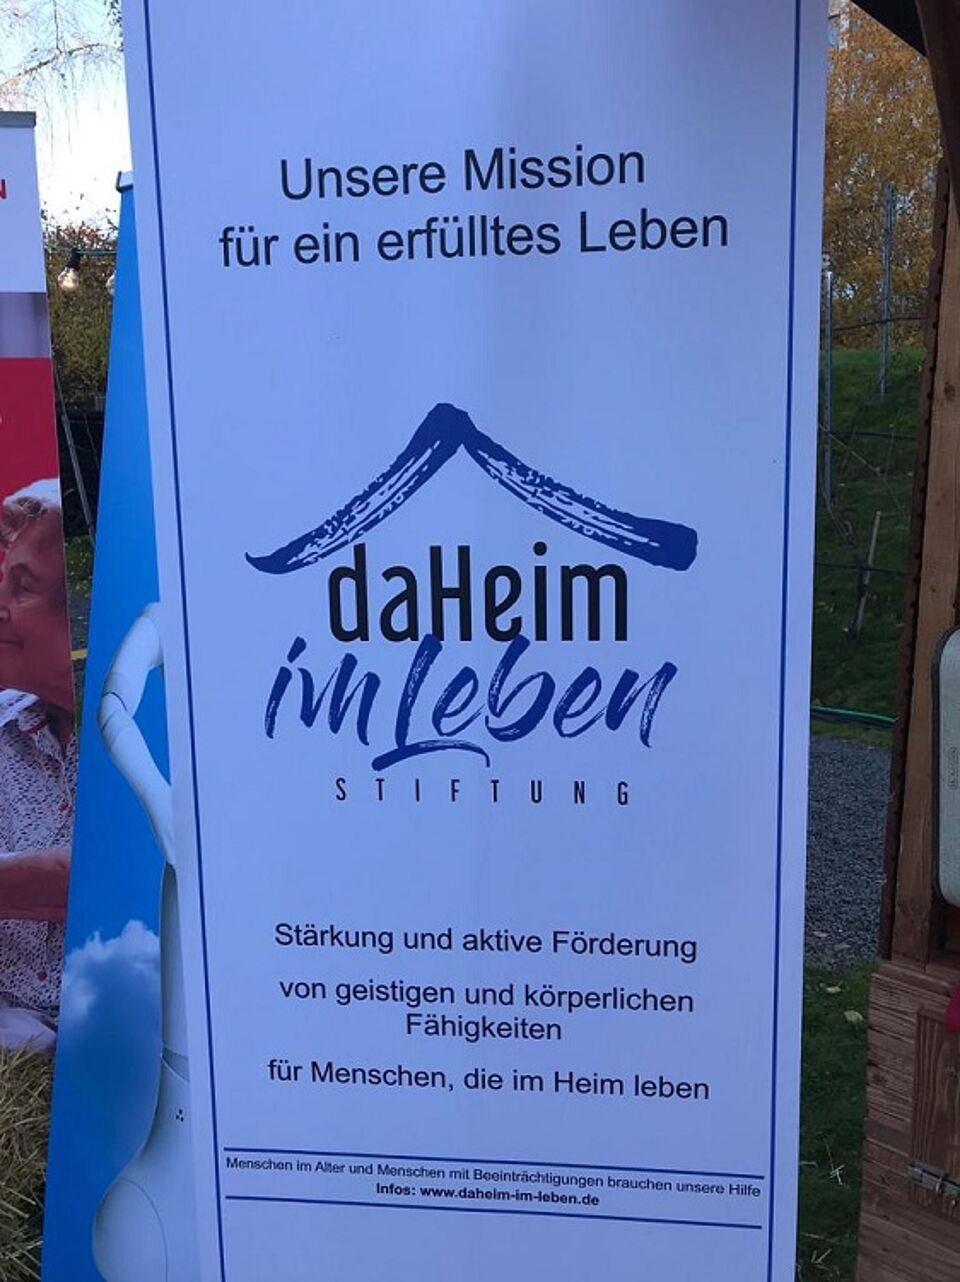 N
Unsere Mission
für ein erfülltes Leben
daHeim
im Leben
STIFTUNG
Stärkung und aktive Förderung
von geistigen und körperlichen
Fähigkeiten
für Menschen, die im Heim leben
Menschen im Alter und Menschen mit Beeinträchtigungen brauchen unsere Hilfe
Infos: www.daheim-im-leben.de